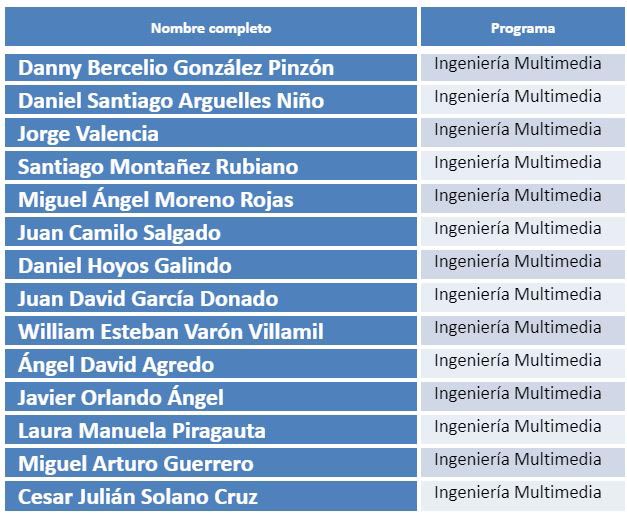 Nombre completo Programa
Danny Bercelio González Pinzón Ingeniería Multimedia
Daniel Santiago Arguelles Niño Ingeniería Multimedia
Jorge Valencia Ingeniería Multimedia
Santiago Montañez Rubiano Ingeniería Multimedia
Miguel Ángel Moreno Rojas Ingeniería Multimedia
Juan Camilo Salgado Ingeniería Multimedia
Daniel Hoyos Galindo Ingeniería Multimedia
Juan David García Donado Ingeniería Multimedia
William Esteban Varón Villamil Ingeniería Multimedia
Ángel David Agredo Ingeniería Multimedia
Javier Orlando Ángel Ingeniería Multimedia
Laura Manuela Piragauta Ingeniería Multimedia
Miguel Arturo Guerrero Ingeniería Multimedia
Cesar Julián Solano Cruz Ingeniería Multimedia